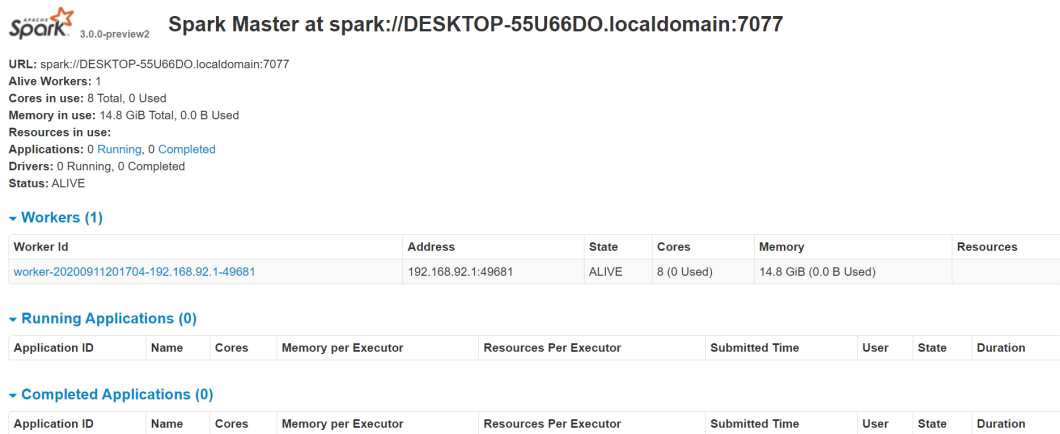 APACHE
Spark 3.0.0-preview2 Spark Master at spark://DESKTOP-55U66DO.localdomain:7077
URL: spark://DESKTOP-55U66DO.localdomain:7077
Alive Workers: 1
Cores in use: 8 Total, 0 Used
Memory in use: 14.8 GiB Total, 0.0 B Used
Resources in use:
Applications: 0 Running, 0 Completed
Drivers: 0 Running, 0 Completed
Status: ALIVE
Workers (1)
Worker Id Address State Cores Memory Resources
worker-20200911201704-192.168.92.1-49681 192.168.92.1:49681 ALIVE 8 (0 Used) 14.8 GiB (0.0 B Used)
Running Applications (0)
Application ID Name Cores Memory per Executor Resources Per Executor Submitted Time User State Duration
Completed Applications (0)
Application ID Name Cores Memory per Executor Resources Per Executor Submitted Time User State Duration